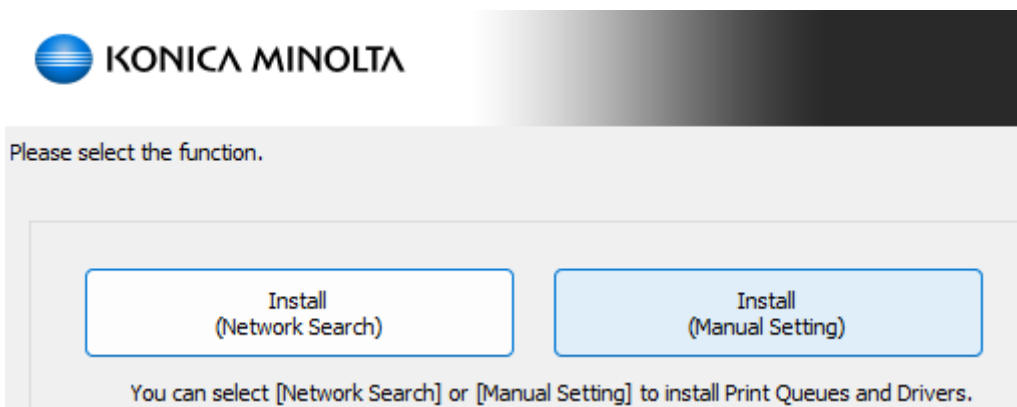 KONICA MINOLTA
Please select the function.
Install
(Network Search)
Install
(Manual Setting)
You can select [Network Search] or [Manual Setting] to install Print Queues and Drivers.